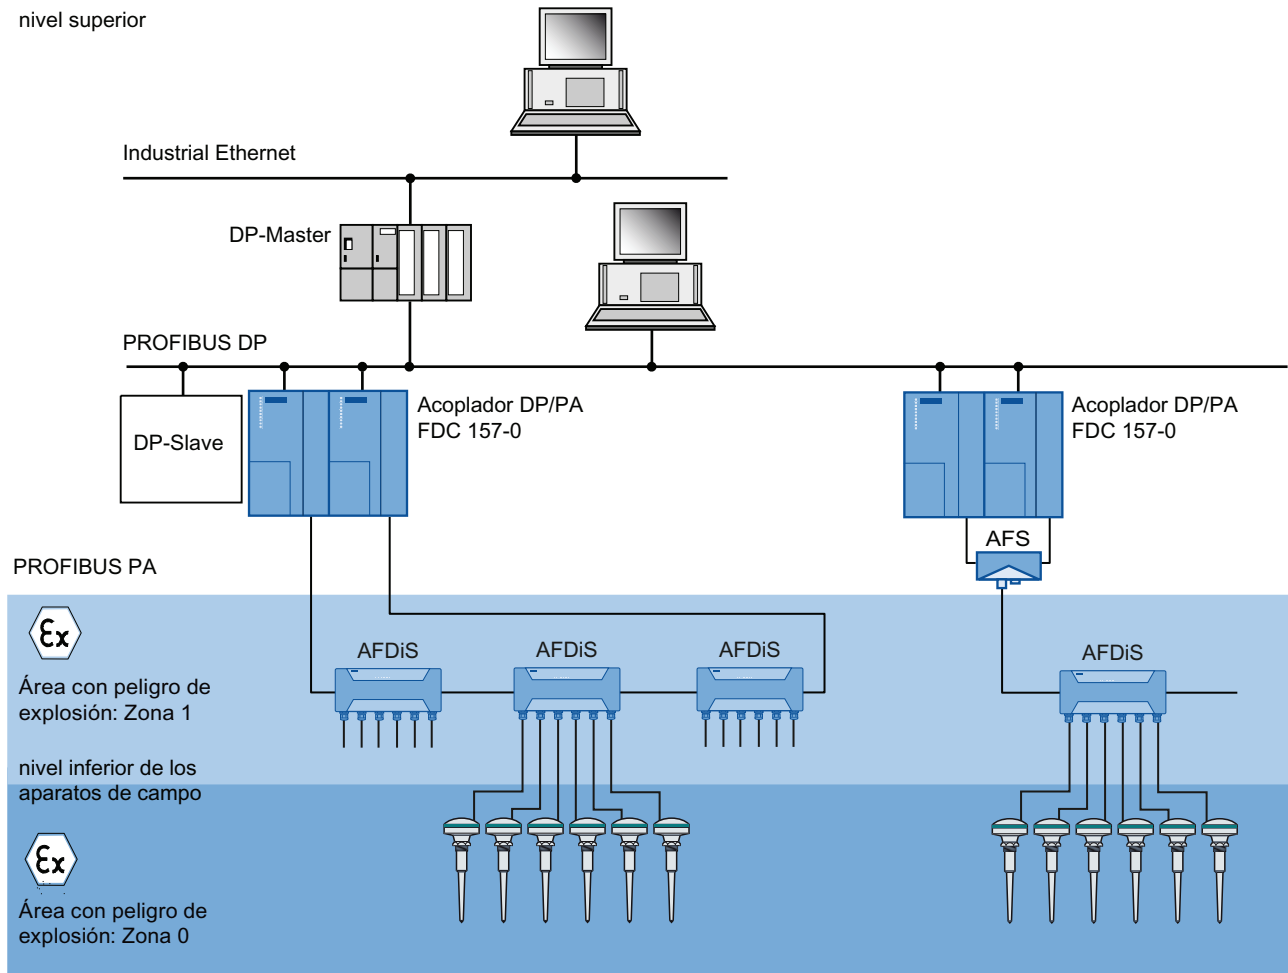 nivel superior
Industrial Ethernet
DP-Master
PROFIBUS DP
DP-Slave
Acoplador DP/PA
FDC 157-0
Acoplador DP/PA
FDC 157-0
AFS
PROFIBUS PA
Ex
AFDiS
AFDiS
AFDiS
AFDiS
Área con peligro de
explosión: Zona 1
nivel inferior de los
aparatos de campo
Ex
Área con peligro de
explosión: Zona 0